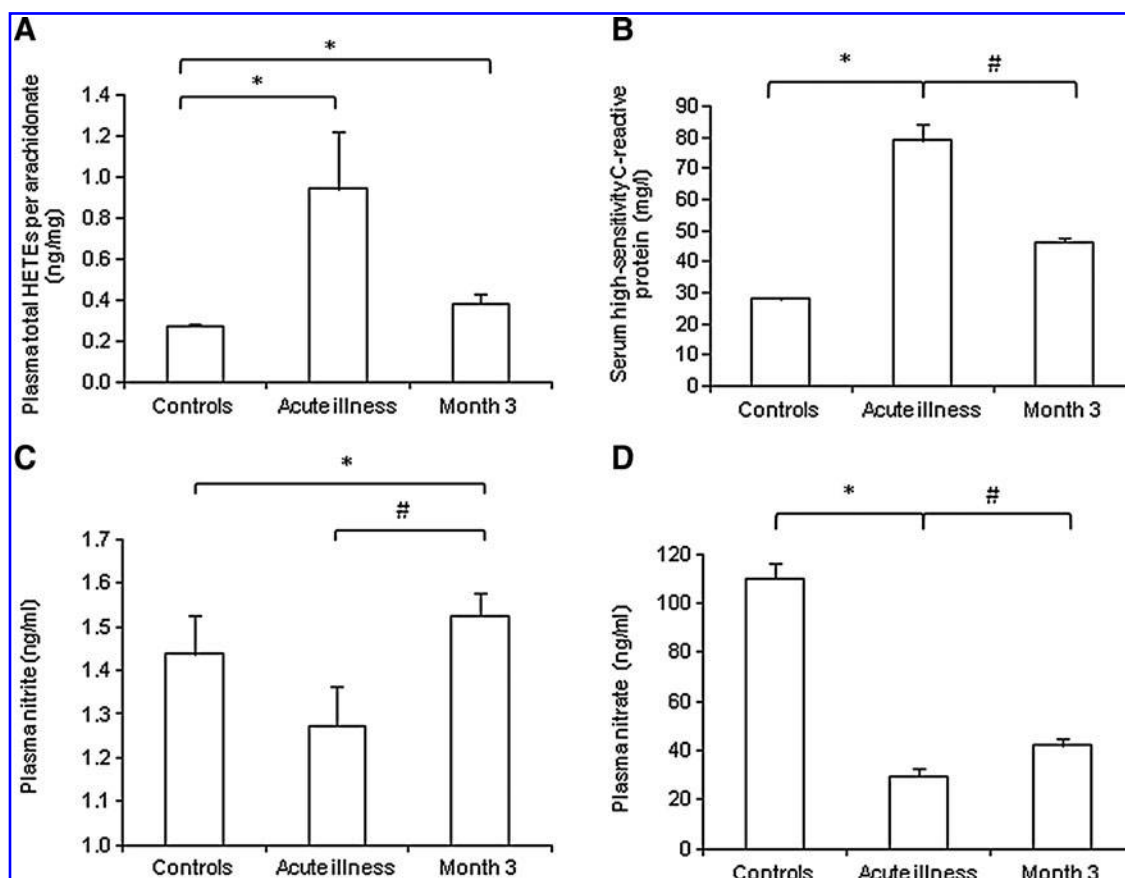 A
*
*
Plasma total HETEs per arachidonate
(ng/mg)
1.4
1.2
1.0
0.8
0.6
0.4
0.2
0.0
Controls Acute illness Month 3
B
* #
Serum high-sensitivity C-reactive
protein (mg/l)
90
80
70
60
50
40
30
20
10
0
Controls Acute illness Month 3
C
*
#
Plasma nitrite (ng/ml)
1.7
1.6
1.5
1.4
1.3
1.2
1.1
1.0
Controls Acute illness Month 3
D
* #
Plasma nitrate (ng/ml)
120
100
80
60
40
20
0
Controls Acute illness Month 3